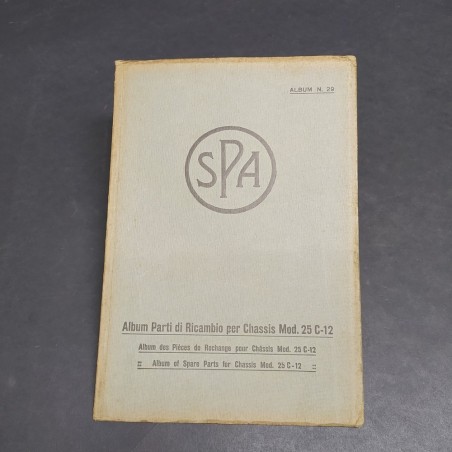 ALBUM N. 29
SPA
Album Parti di Ricambio per Chassis Mod. 25 C-12
Album des Pièces de Rechange pour Châssis Mod. 25 C-12
:: Album of Spare Parts for Chassis Mod. 25 C-12 ::